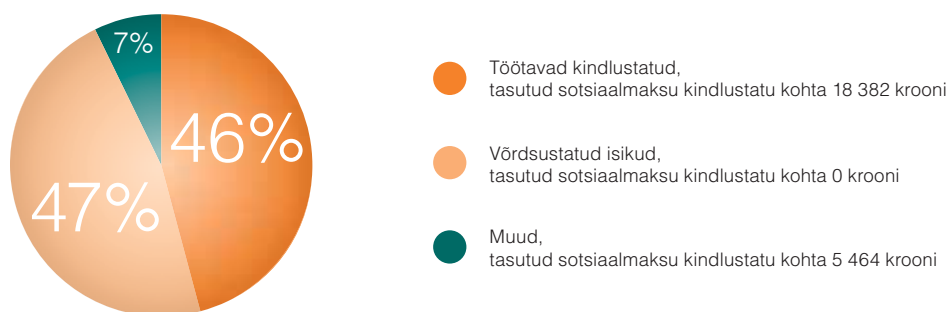 7%
46%
47%
Töötavad kindlustatud,
tasutud sotsiaalmaksu kindlustatu kohta 18 382 krooni
Võrdsustatud isikud,
tasutud sotsiaalmaksu kindlustatu kohta 0 krooni
Muud,
tasutud sotsiaalmaksu kindlustatu kohta 5 464 krooni